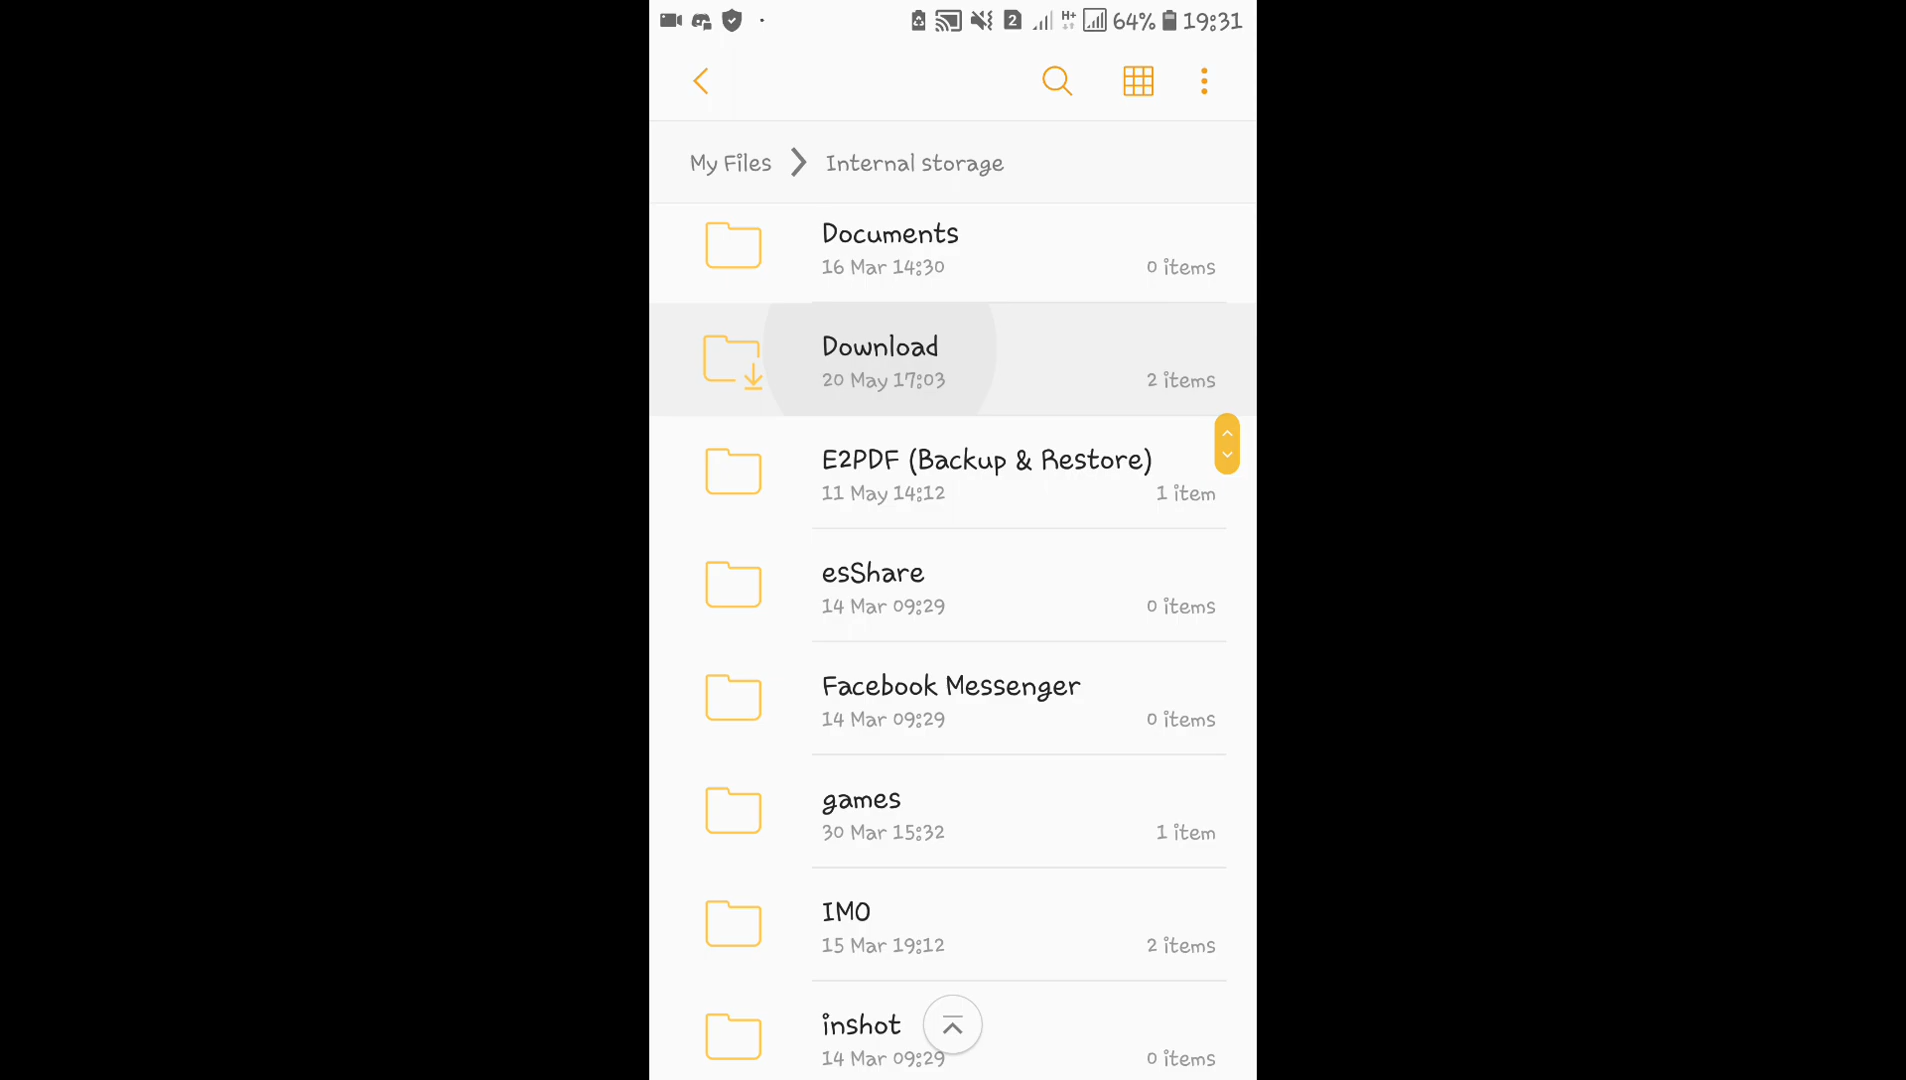 2 H+ 64% 19:31
My Files Internal storage
Documents
16 Mar 14:30 0 items
Download
20 May 17:03 2 items
E2PDF (Backup & Restore)
11 May 14:12 1 item
esShare
14 Mar 09:29 0 items
Facebook Messenger
14 Mar 09:29 0 items
games
30 Mar 15:32 1 item
IMO
15 Mar 19:12 2 items
inshot
14 Mar 09:29 0 items